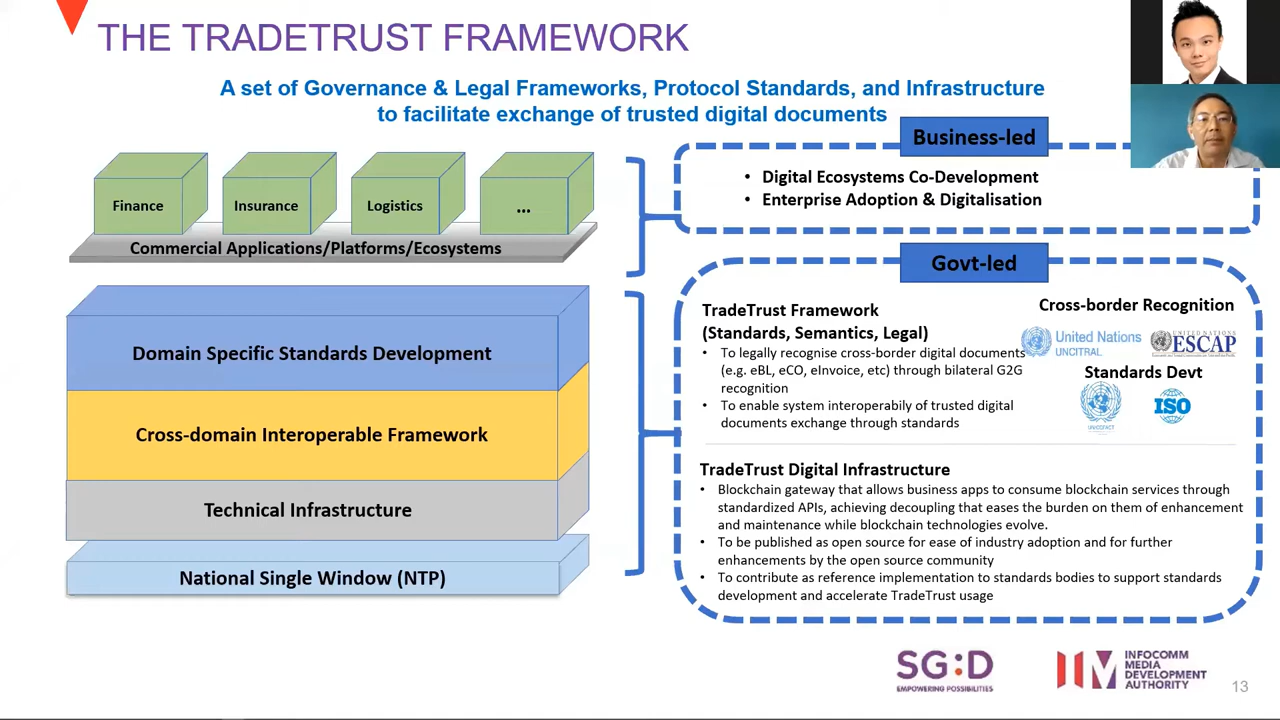 THE TRADETRUST FRAMEWORK
A set of Governance & Legal Frameworks, Protocol Standards, and Infrastructure
to facilitate exchange of trusted digital documents
Finance
Insurance
Logistics
...
Commercial Applications/Platforms/Ecosystems
Domain Specific Standards Development
Cross-domain Interoperable Framework
Technical Infrastructure
National Single Window (NTP)
Business-led
• Digital Ecosystems Co-Development
• Enterprise Adoption & Digitalisation
Govt-led
TradeTrust Framework
(Standards, Semantics, Legal)
• To legally recognise cross-border digital documents
(e.g. eBL, eCO, eInvoice, etc) through bilateral G2G
recognition
• To enable system interoperabily of trusted digital
documents exchange through standards
Cross-border Recognition
United Nations
UNCITRAL
UNITED NATIONS
ESCAP
Standards Devt
UN/CEFACT
ISO
TradeTrust Digital Infrastructure
• Blockchain gateway that allows business apps to consume blockchain services through
standardized APIs, achieving decoupling that eases the burden on them of enhancement
and maintenance while blockchain technologies evolve.
• To be published as open source for ease of industry adoption and for further
enhancements by the open source community
• To contribute as reference implementation to standards bodies to support standards
development and accelerate TradeTrust usage
SG:D
EMPOWERING POSSIBILITIES
INFOCOMM
MEDIA
DEVELOPMENT
AUTHORITY
13